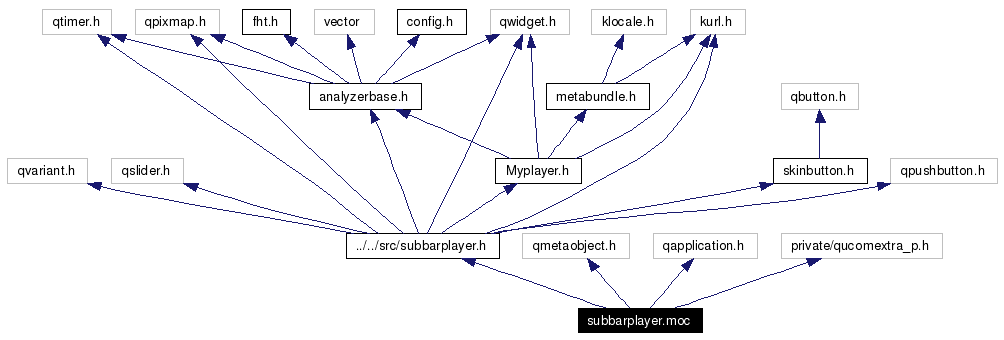 qtimer.h qpixmap.h fht.h vector config.h qwidget.h klocale.h kurl.h
analyzerbase.h metabundle.h qbutton.h
qvariant.h qslider.h Myplayer.h skinbutton.h qpushbutton.h
../../src/subbarplayer.h qmetaobject.h qapplication.h private/qucomextra_p.h
subbarplayer.moc